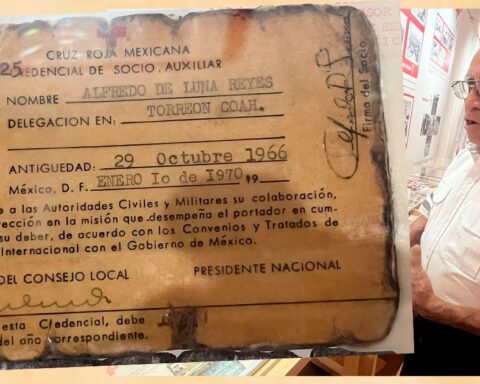 CRUZ ROJA MEXICANA
25 EDENCIAL DE SOCIO, AUXILIAR
NOMBRE ALFREDO DE LUNA REYES
DELEGACION EN: TORREON COAH.
ANTIGUEDAD: 29 Octubre 1966
México, D. F. ENERO 1o de 1970, 19
e a las Autoridades Civiles y Militares su colaboración,
rección en la misión que desempeña el portador en cum-
su deber, de acuerdo con los Convenios y Tratados de
Internacional con el Gobierno de México.
DEL CONSEJO LOCAL PRESIDENTE NACIONAL
esta Credencial, debe
del año correspondiente.
Firma del Socio